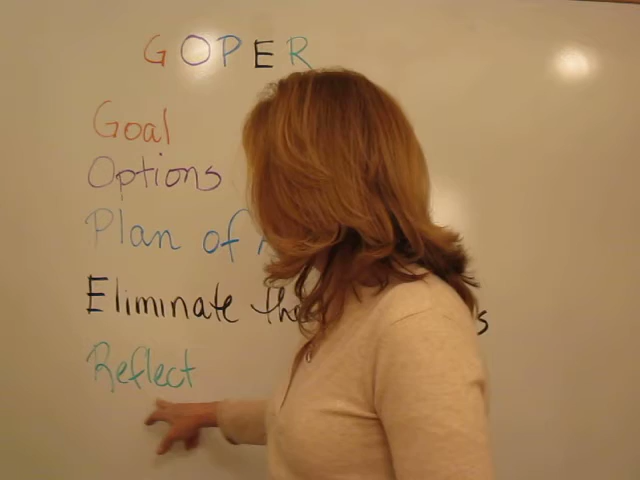 GOPER
Goal
Options
Plan of
Eliminate the
Reflect